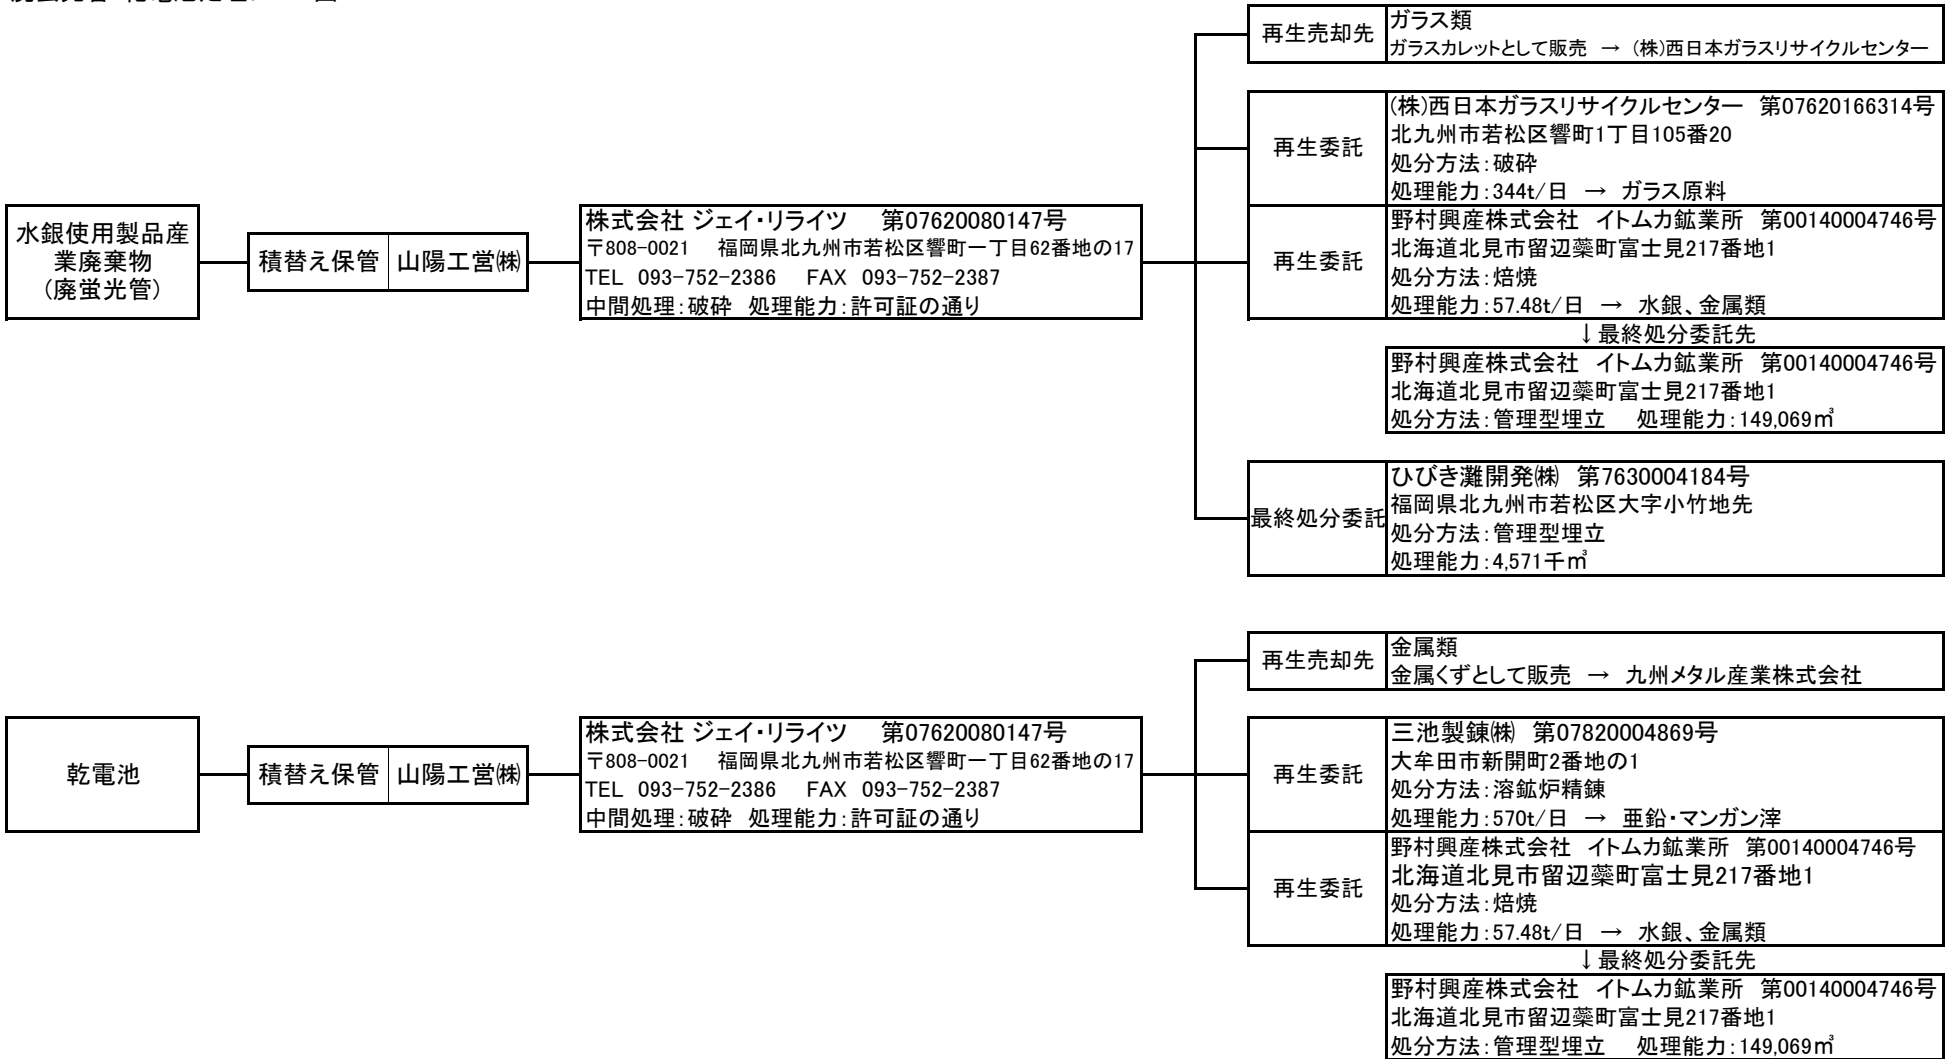 水銀使用製品産
業廃棄物
(廃蛍光管)
積替え保管 山陽工営㈱
株式会社 ジェイ・リライツ 第07620080147号
〒808-0021 福岡県北九州市若松区響町一丁目62番地の17
TEL 093-752-2386 FAX 093-752-2387
中間処理:破砕 処理能力:許可証の通り
再生売却先
ガラス類
ガラスカレットとして販売 → (株)西日本ガラスリサイクルセンター
再生委託
(株)西日本ガラスリサイクルセンター 第07620166314号
北九州市若松区響町1丁目105番20
処分方法:破砕
処理能力:344t/日 → ガラス原料
再生委託
野村興産株式会社 イトムカ鉱業所 第00140004746号
北海道北見市留辺蘂町富士見217番地1
処分方法:焙焼
処理能力:57.48t/日 → 水銀、金属類
↓最終処分委託先
野村興産株式会社 イトムカ鉱業所 第00140004746号
北海道北見市留辺蘂町富士見217番地1
処分方法:管理型埋立 処理能力:149,069㎥
最終処分委託
ひびき灘開発㈱ 第7630004184号
福岡県北九州市若松区大字小竹地先
処分方法:管理型埋立
処理能力:4,571千㎥
乾電池
積替え保管 山陽工営㈱
株式会社 ジェイ・リライツ 第07620080147号
〒808-0021 福岡県北九州市若松区響町一丁目62番地の17
TEL 093-752-2386 FAX 093-752-2387
中間処理:破砕 処理能力:許可証の通り
再生売却先
金属類
金属くずとして販売 → 九州メタル産業株式会社
再生委託
三池製錬㈱ 第07820004869号
大牟田市新開町2番地の1
処分方法:溶鉱炉精錬
処理能力:570t/日 → 亜鉛・マンガン滓
再生委託
野村興産株式会社 イトムカ鉱業所 第00140004746号
北海道北見市留辺蘂町富士見217番地1
処分方法:焙焼
処理能力:57.48t/日 → 水銀、金属類
↓最終処分委託先
野村興産株式会社 イトムカ鉱業所 第00140004746号
北海道北見市留辺蘂町富士見217番地1
処分方法:管理型埋立 処理能力:149,069㎥